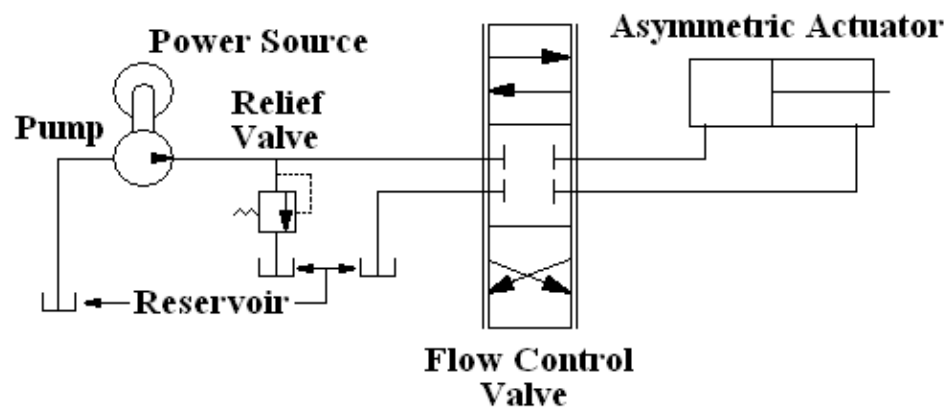 Power Source
Asymmetric Actuator
Relief
Valve
Pump
Reservoir
Flow Control
Valve